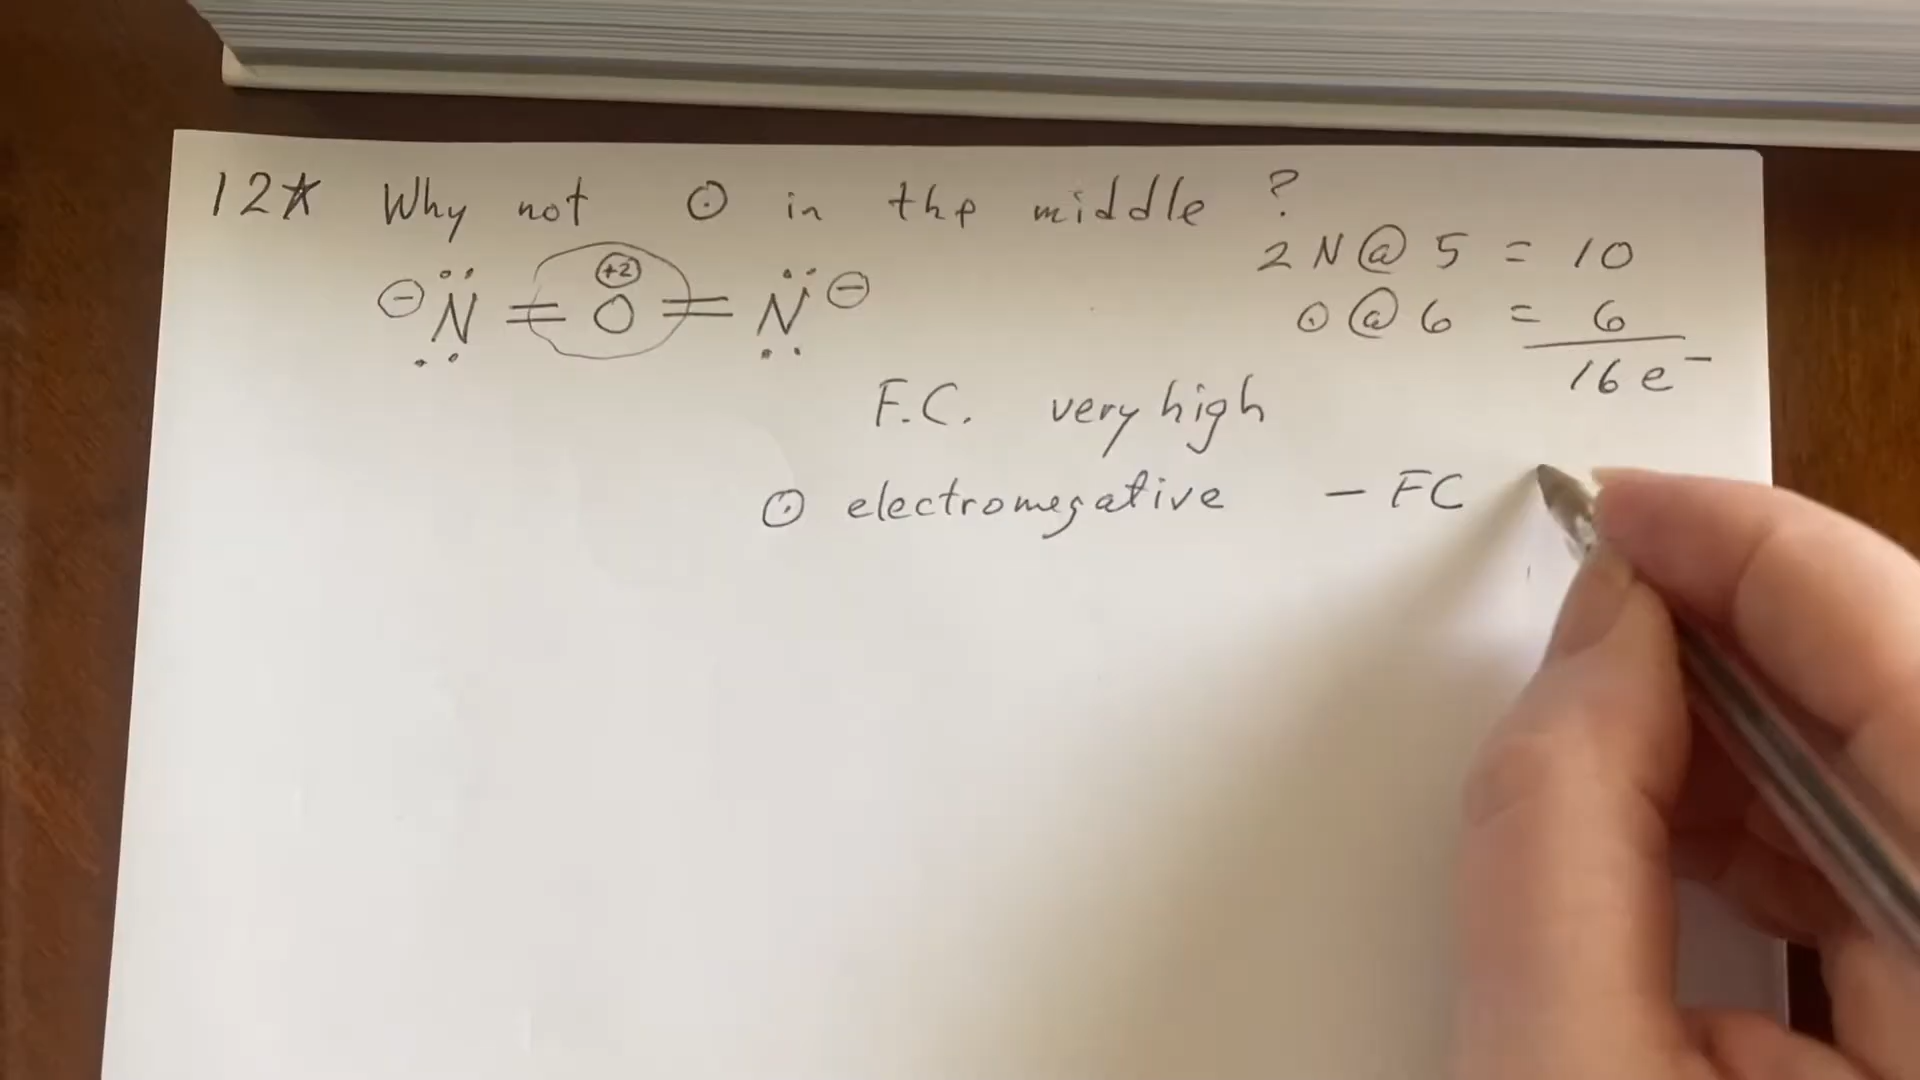 12* Why not O in the middle ?
2 N @ 5 = 10
⊖ N̈ = O = N̈ ⊖
+2
O @ 6 = 6
16 e⁻
F.C. very high
O electronegative - FC